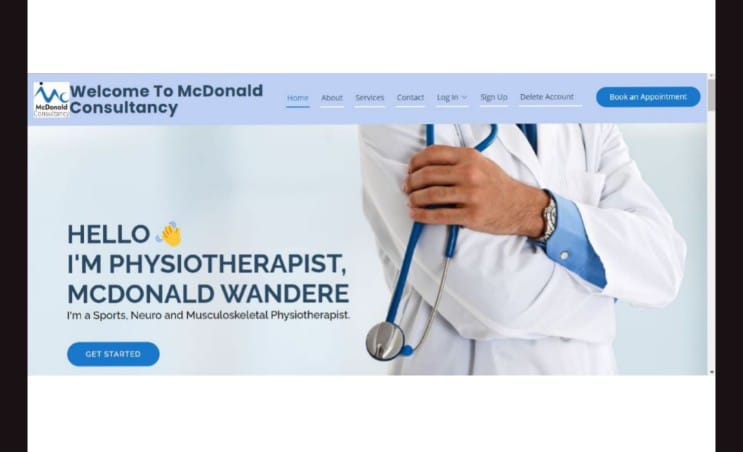 McDonald
Consultancy
Welcome To McDonald
Consultancy
Home About Services Contact Log In Sign Up Delete Account Book an Appointment
HELLO 👋
I'M PHYSIOTHERAPIST,
MCDONALD WANDERE
I'm a Sports, Neuro and Musculoskeletal Physiotherapist.
GET STARTED